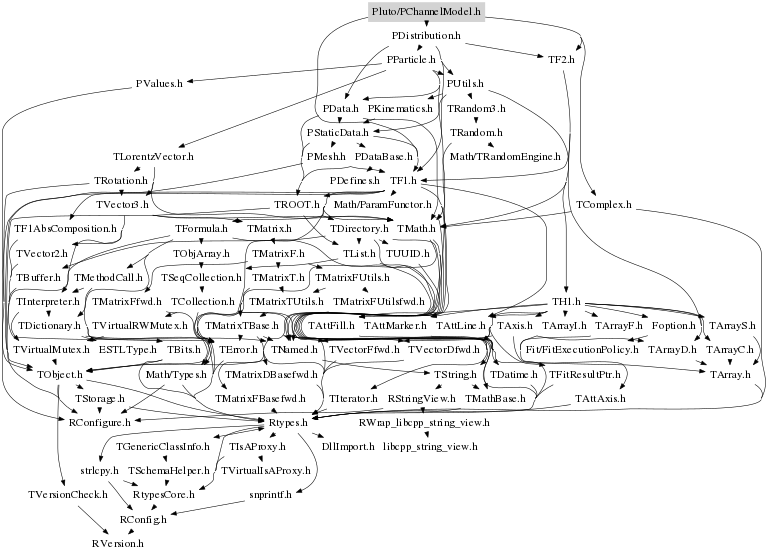 Pluto/PChannelModel.h
PDistribution.h
PParticle.h TF2.h
PValues.h PUtils.h
PData.h PKinematics.h TRandom3.h
PStaticData.h TRandom.h
TLorentzVector.h PMesh.h PDataBase.h Math/TRandomEngine.h
TRotation.h PDefines.h TF1.h
TVector3.h TROOT.h Math/ParamFunctor.h TComplex.h
TF1AbsComposition.h TFormula.h TMatrix.h TDirectory.h TMath.h
TVector2.h TObjArray.h TMatrixF.h TList.h TUUID.h
TBuffer.h TMethodCall.h TSeqCollection.h TMatrixT.h TMatrixFUtils.h
TInterpreter.h TMatrixFfwd.h TCollection.h TMatrixTUtils.h TMatrixFUtilsfwd.h TH1.h
TDictionary.h TVirtualRWMutex.h TMatrixTBase.h TAttFill.h TAttMarker.h TAttLine.h TAxis.h TArrayI.h TArrayF.h Foption.h TArrayS.h
TVirtualMutex.h ESTLType.h TBits.h TError.h TNamed.h TVectorFfwd.h TVectorDfwd.h Fit/FitExecutionPolicy.h TArrayD.h TArrayC.h
TObject.h Math/Types.h TMatrixDBasefwd.h TString.h TDatime.h TFitResultPtr.h TArray.h
TStorage.h TMatrixFBasefwd.h TIterator.h RStringView.h TMathBase.h TAttAxis.h
RConfigure.h Rtypes.h RWrap_libcpp_string_view.h
TGenericClassInfo.h TIsAProxy.h DllImport.h libcpp_string_view.h
strlcpy.h TSchemaHelper.h TVirtualIsAProxy.h
TVersionCheck.h RtypesCore.h snprintf.h
RConfig.h
RVersion.h